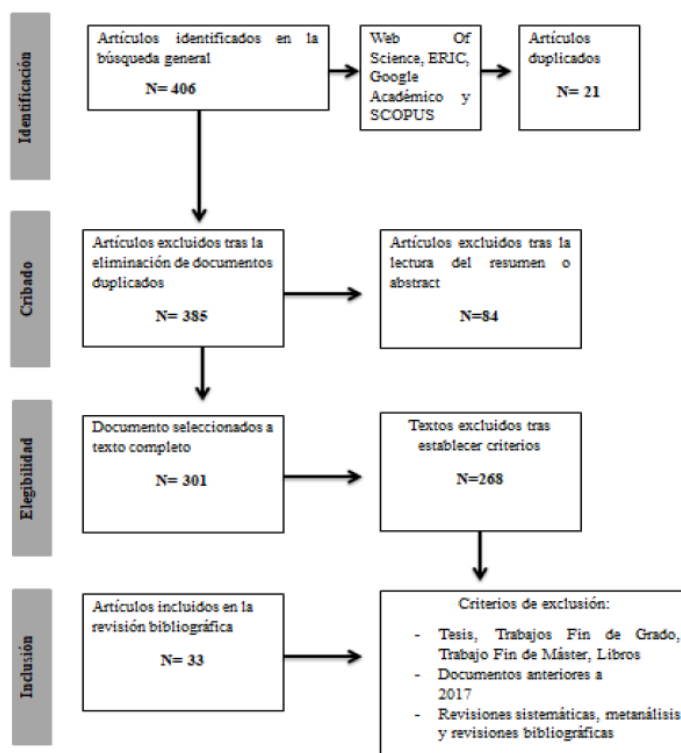 Identificación
Artículos identificados en la
búsqueda general
N= 406
Web Of
Science, ERIC,
Google
Académico y
SCOPUS
Artículos
duplicados
N= 21
Cribado
Artículos excluidos tras la
eliminación de documentos
duplicados
N= 385
Artículos excluidos tras la
lectura del resumen o
abstract
N=84
Elegibilidad
Documento seleccionados a
texto completo
N= 301
Textos excluidos tras
establecer criterios
N=268
Inclusión
Artículos incluidos en la
revisión bibliográfica
N= 33
Criterios de exclusión:
- Tesis, Trabajos Fin de Grado,
Trabajo Fin de Máster, Libros
- Documentos anteriores a
2017
- Revisiones sistemáticas, metanálisis
y revisiones bibliográficas